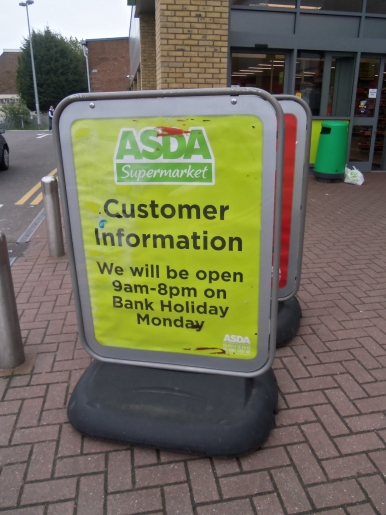 ASDA
Supermarket
Customer
Information
We will be open
9am-8pm on
Bank Holiday
Monday
ASDA